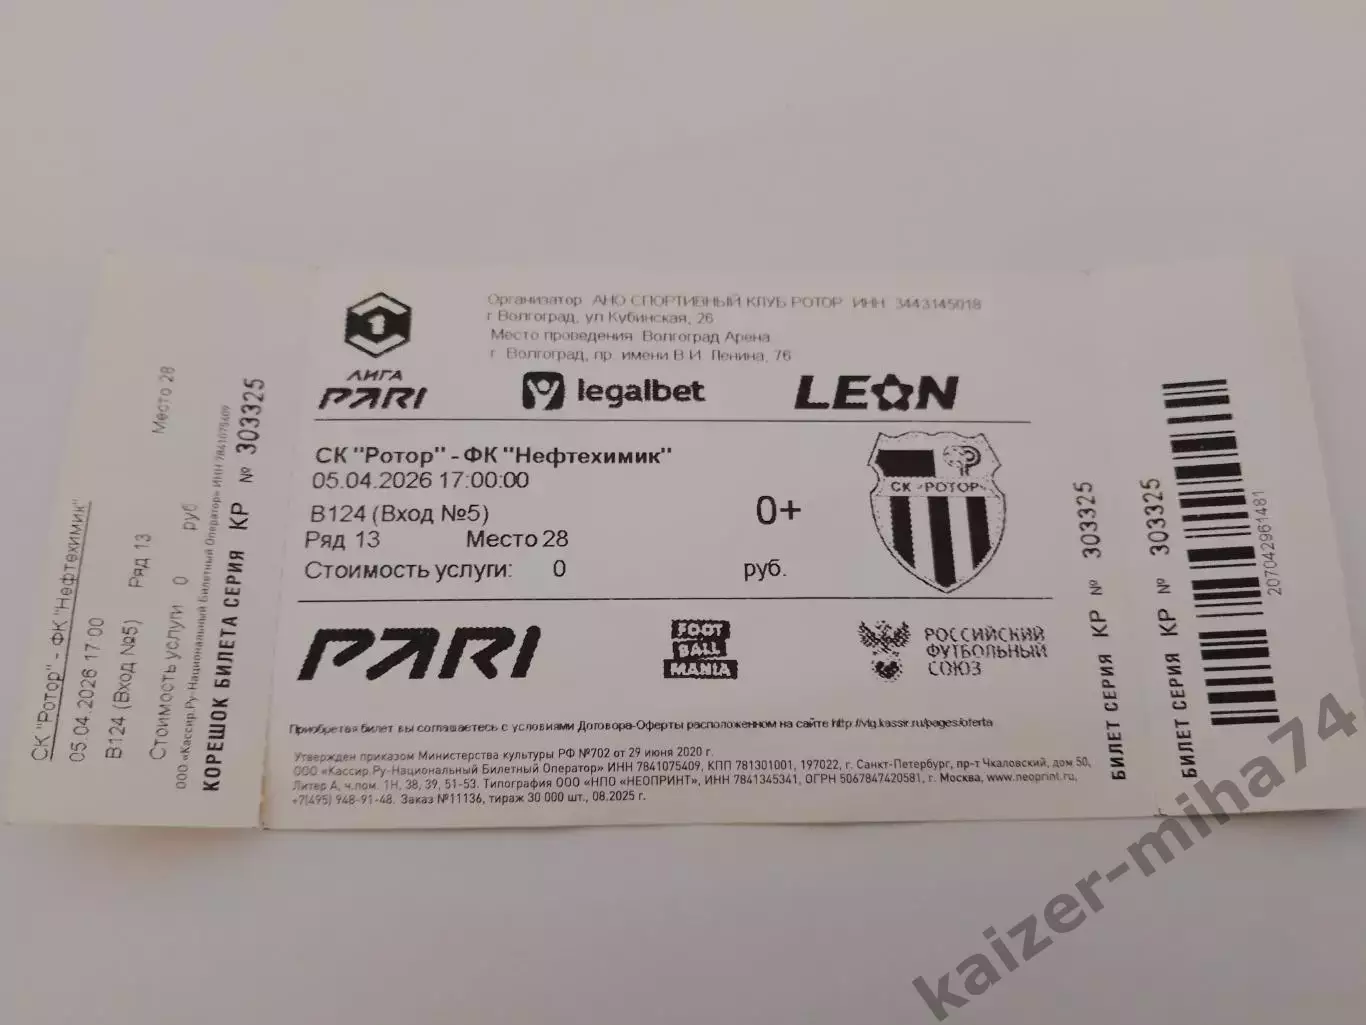 СК "Ротор" - ФК "Нефтехимик"
05.04.2026 17:00
В124 (Вход №5)
Ряд 13
Место 28
Стоимость услуги 0 руб
ООО «Кассир.Ру-Национальный Билетный Оператор» ИНН 7841075409
КОРЕШОК БИЛЕТА СЕРИЯ КР № 303325
Организатор АНО СПОРТИВНЫЙ КЛУБ РОТОР ИНН 3443145018
г Волгоград, ул Кубинская, 26
Место проведения Волгоград Арена
г. Волгоград, пр. имени В.И. Ленина, 76
1
ЛИГА
PARI
legalbet
LEON
СК "Ротор" - ФК "Нефтехимик"
05.04.2026 17:00:00
В124 (Вход №5)
Ряд 13 Место 28
Стоимость услуги: 0 руб.
0+
СК «РОТОР»
PARI
FOOT
BALL
MANIA
РОССИЙСКИЙ
ФУТБОЛЬНЫЙ
СОЮЗ
Приобретая билет вы соглашаетесь с условиями Договора-Оферты расположенном на сайте http://vlg.kassir.ru/pages/oferta
Утвержден приказом Министерства культуры РФ №702 от 29 июня 2020 г.
ООО «Кассир.Ру-Национальный Билетный Оператор» ИНН 7841075409, КПП 781301001, 197022, г. Санкт-Петербург, пр-т Чкаловский, дом 50,
Литер А, ч.пом. 1Н, 38, 39, 51-53. Типография ООО «НПО «НЕОПРИНТ», ИНН 7841345341, ОГРН 5067847420581, г. Москва, www.neoprint.ru,
+7(495) 948-91-48. Заказ №11136, тираж 30 000 шт., 08.2025 г.
БИЛЕТ СЕРИЯ КР № 303325
БИЛЕТ СЕРИЯ КР № 303325
207042961481
kaizer-miha74